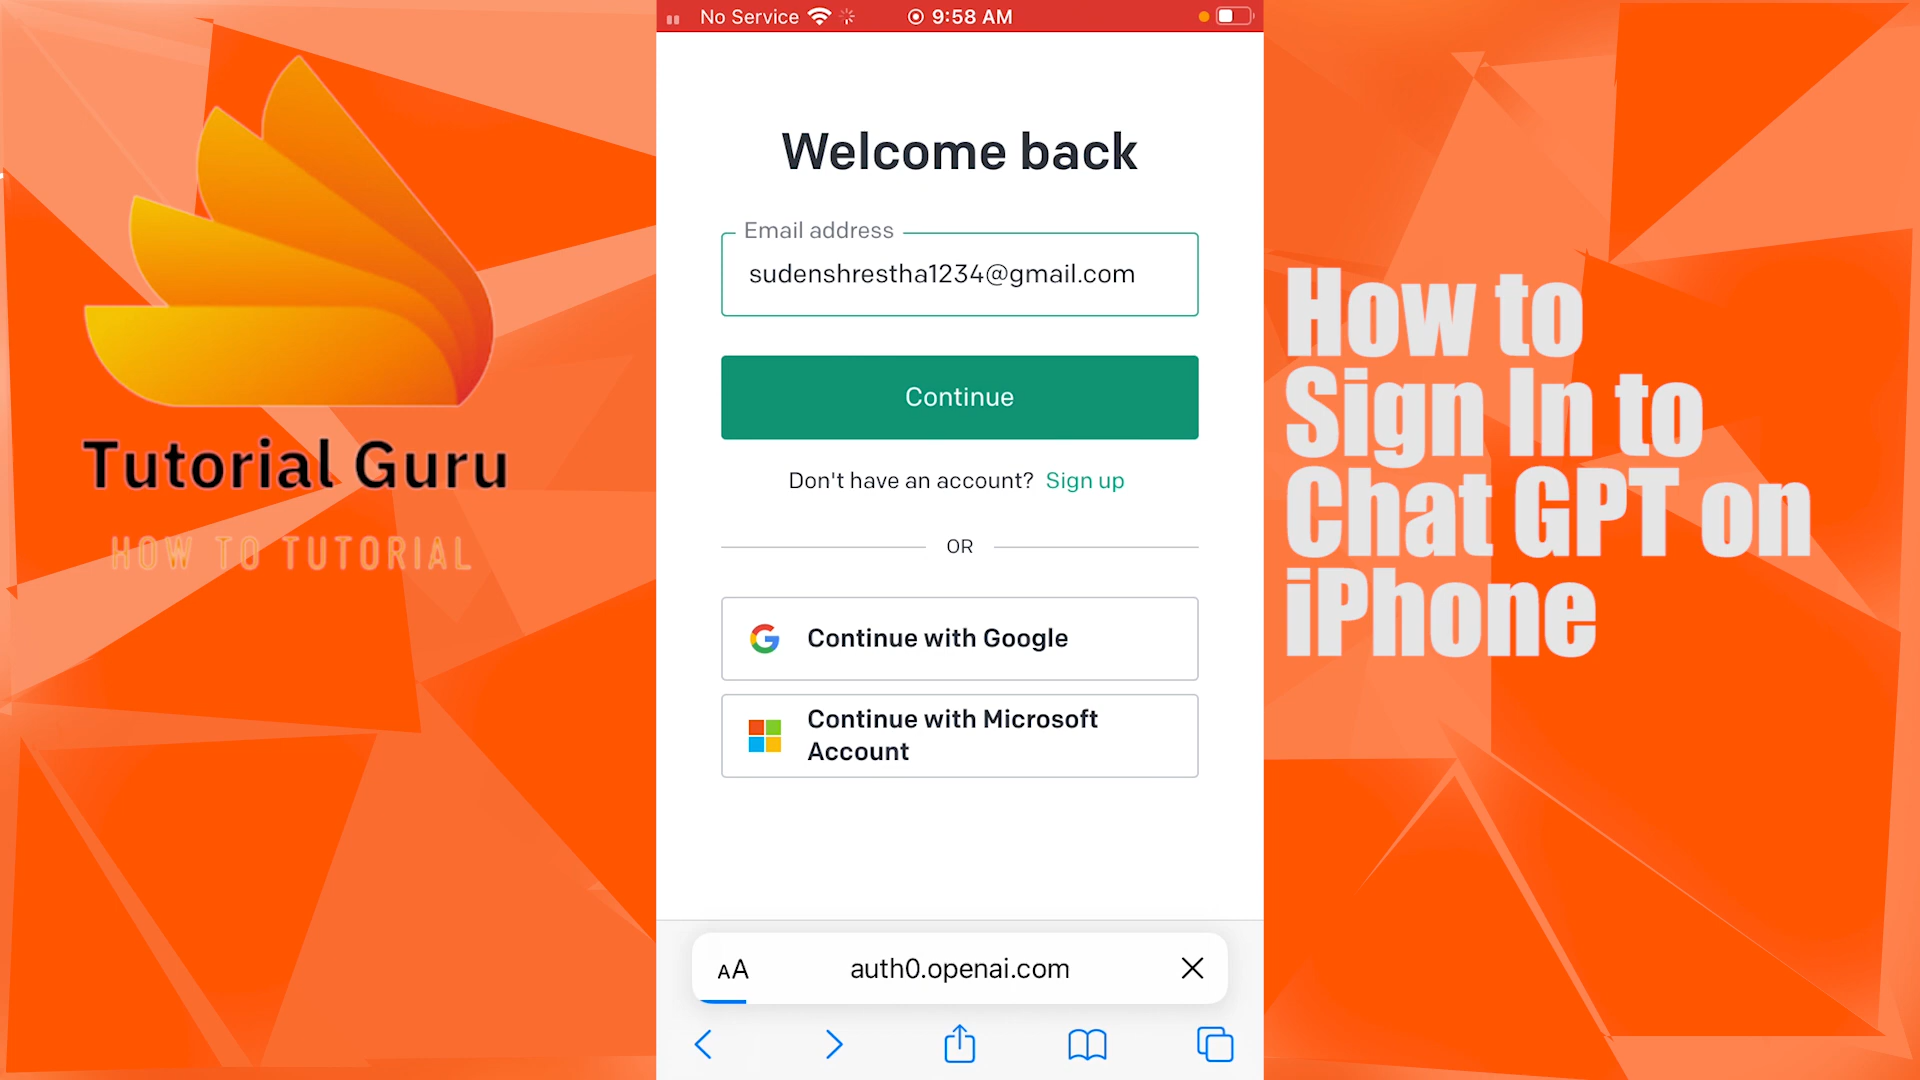 No Service
9:58 AM
Welcome back
Email address
sudenshrestha1234@gmail.com
Continue
Don't have an account? Sign up
OR
Continue with Google
Continue with Microsoft
Account
AA
auth0.openai.com
Tutorial Guru
HOW TO TUTORIAL
How to
Sign In to
Chat GPT on
iPhone